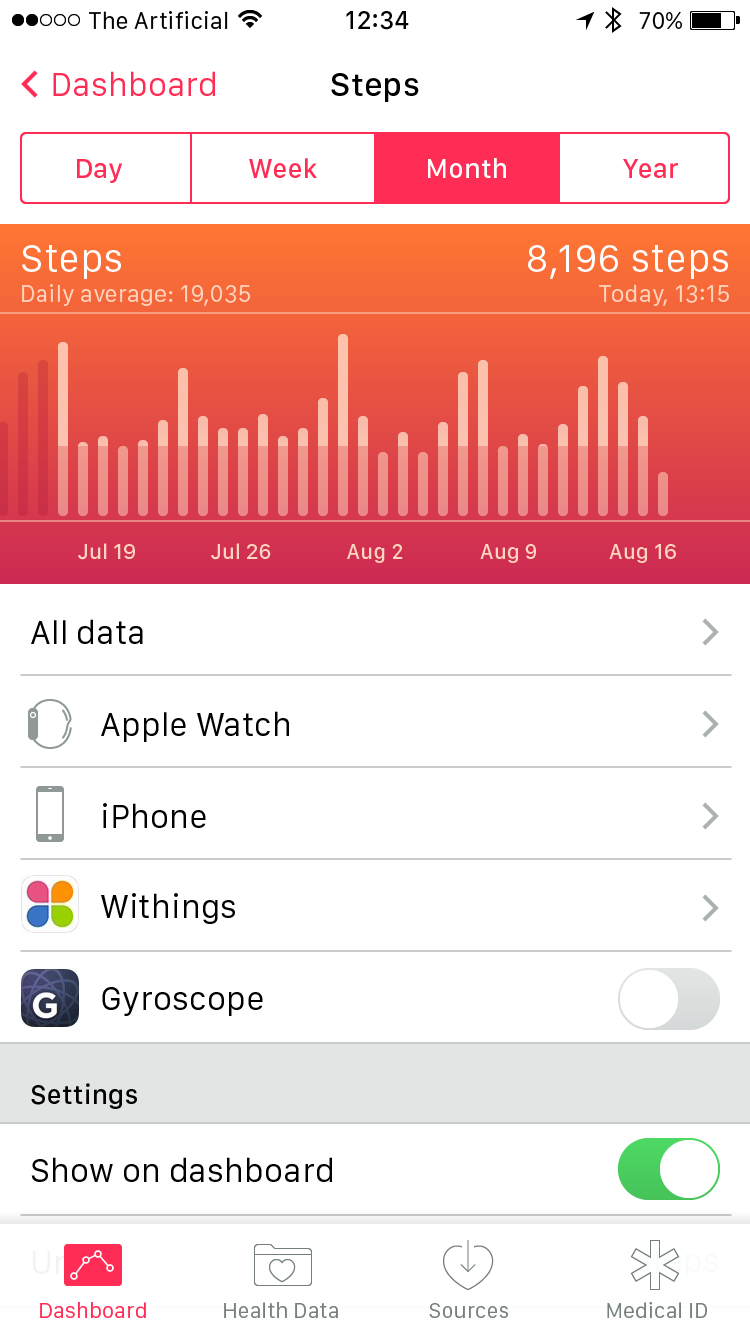 The Artificial 12:34 70%
Dashboard Steps
Day Week Month Year
Steps 8,196 steps
Daily average: 19,035 Today, 13:15
Jul 19 Jul 26 Aug 2 Aug 9 Aug 16
All data
Apple Watch
iPhone
Withings
G Gyroscope
Settings
Show on dashboard
Dashboard Health Data Sources Medical ID